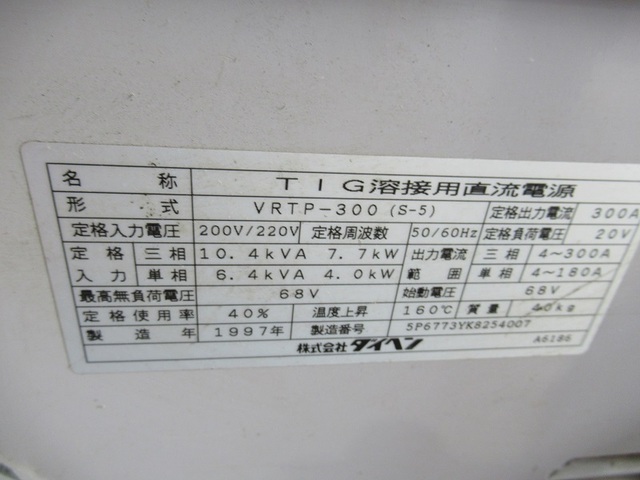 名称 TIG溶接用直流電源
形式 VRTP-300 (S-5) 定格出力電流 300A
定格入力電圧 200V/220V 定格周波数 50/60Hz 定格負荷電圧 20V
定格 三相 10.4kVA 7.7kW 出力電流 三相 4~300A
入力 単相 6.4kVA 4.0kW 範囲 単相 4~180A
最高無負荷電圧 68V 始動電圧 68V
定格使用率 40% 温度上昇 160℃ 質量 40kg
製造年 1997年 製造番号 5P6773YK8254007
株式会社ダイヘン A6186